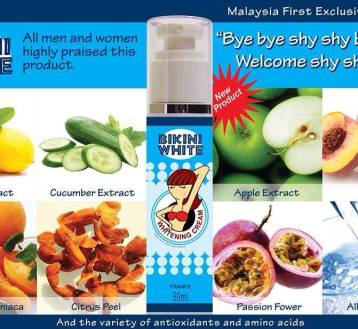 Malaysia First Exclusiv
All men and women
highly praised this
product.
"Bye bye shy shy b
Welcome shy sh
New
Product
BIKINI
WHITE
WHITENING CREAM
FRANCE
50ml
Cucumber Extract
Apple Extract
Citrus Peel
Passion Fower
And the variety of antioxidants and amino acids